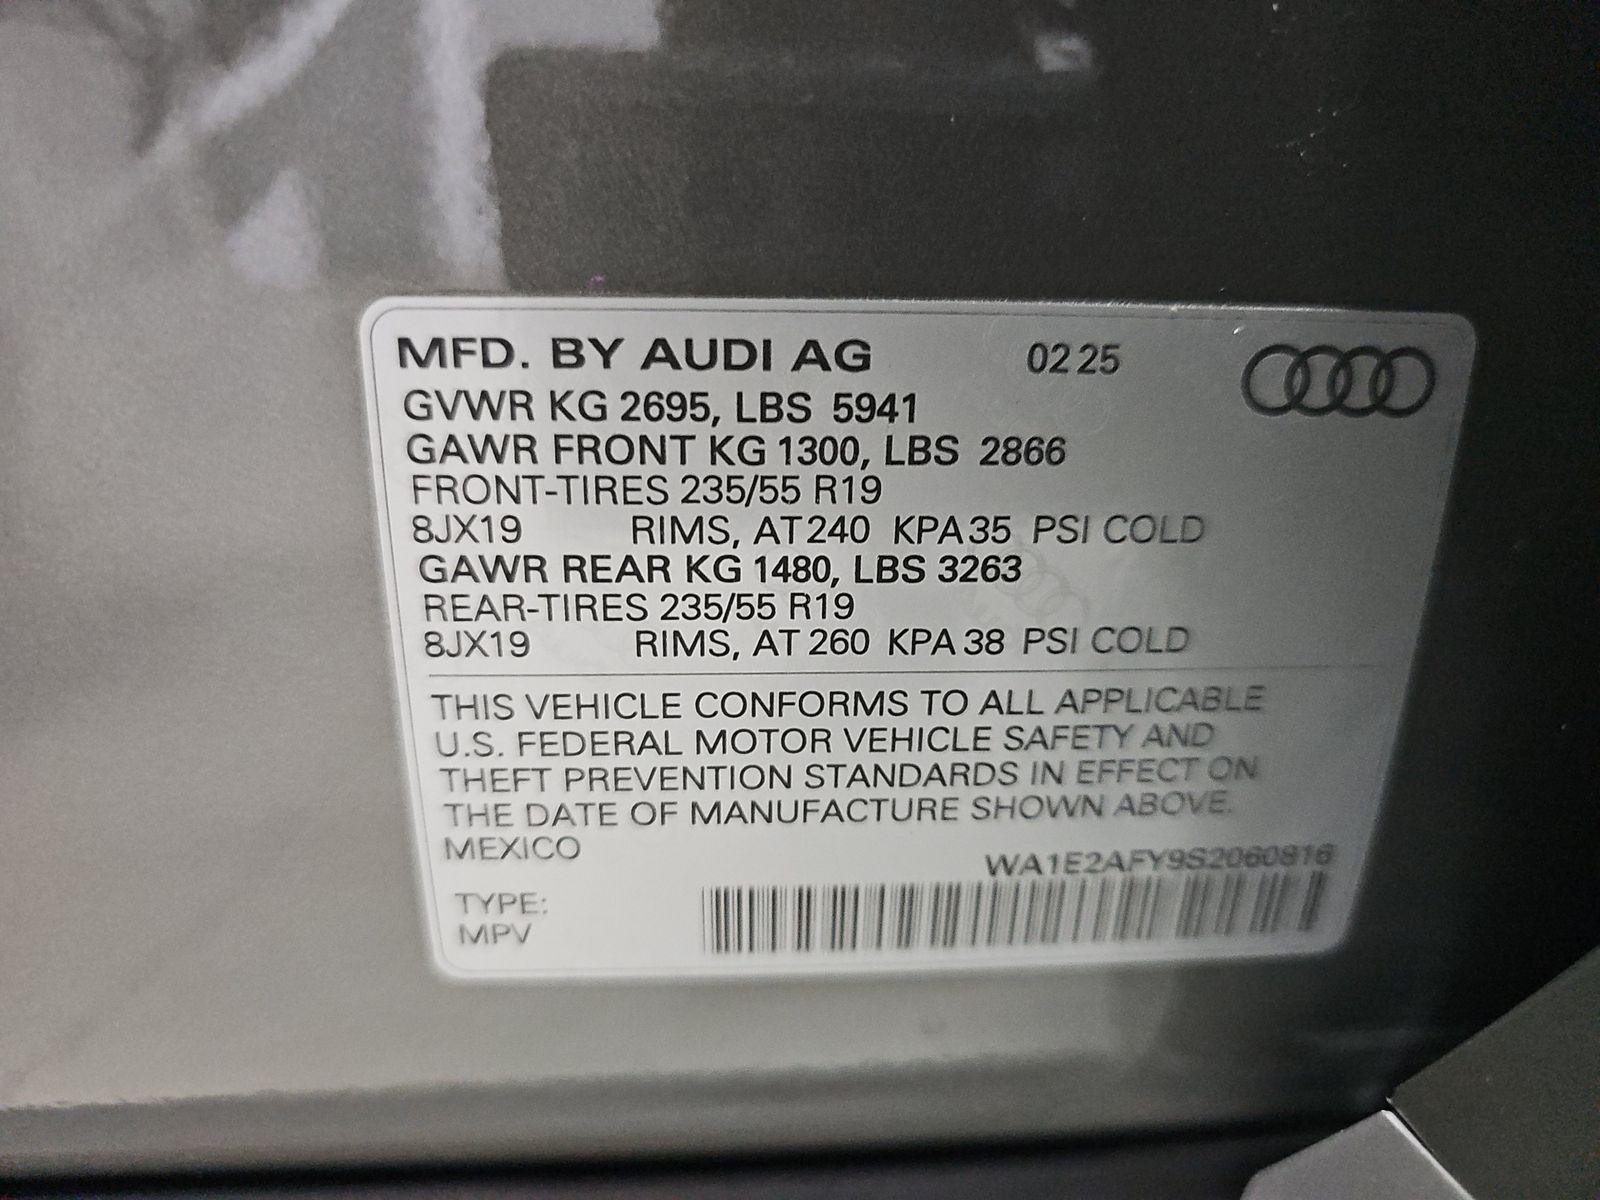 MFD. BY AUDI AG 02 25
GVWR KG 2695, LBS 5941
GAWR FRONT KG 1300, LBS 2866
FRONT-TIRES 235/55 R19
8JX19 RIMS, AT 240 KPA 35 PSI COLD
GAWR REAR KG 1480, LBS 3263
REAR-TIRES 235/55 R19
8JX19 RIMS, AT 260 KPA 38 PSI COLD
THIS VEHICLE CONFORMS TO ALL APPLICABLE
U.S. FEDERAL MOTOR VEHICLE SAFETY AND
THEFT PREVENTION STANDARDS IN EFFECT ON
THE DATE OF MANUFACTURE SHOWN ABOVE.
MEXICO
WA1E2AFY9S2060816
TYPE:
MPV